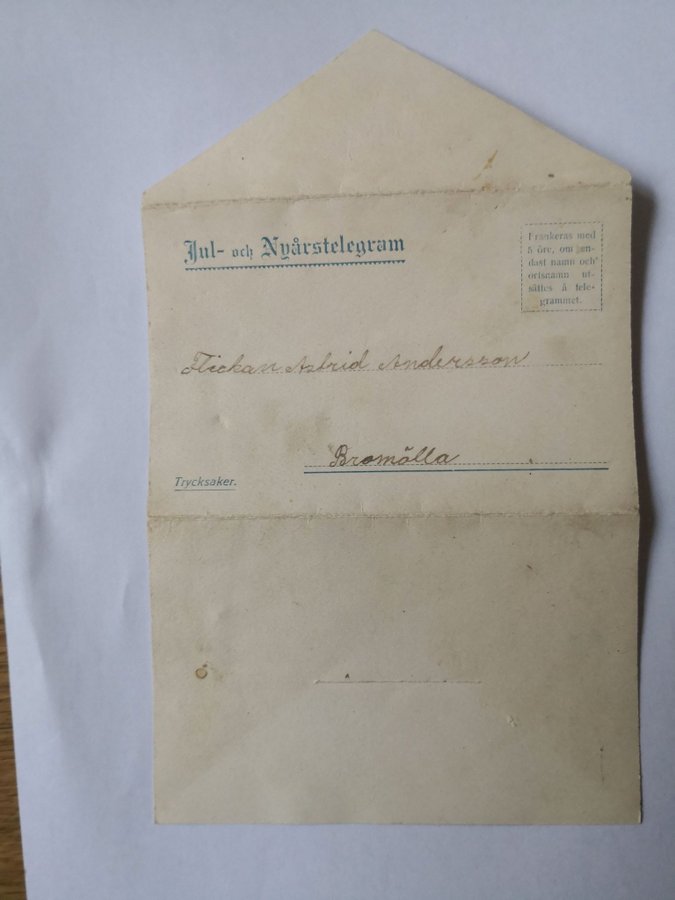 Jul- och Nyårstelegram
Frankeras med
5 öre, om en-
dast namn och
ortsnamn ut-
sättes å tele-
grammet.
Flickan Astrid Andersson
Bromölla
Trycksaker.